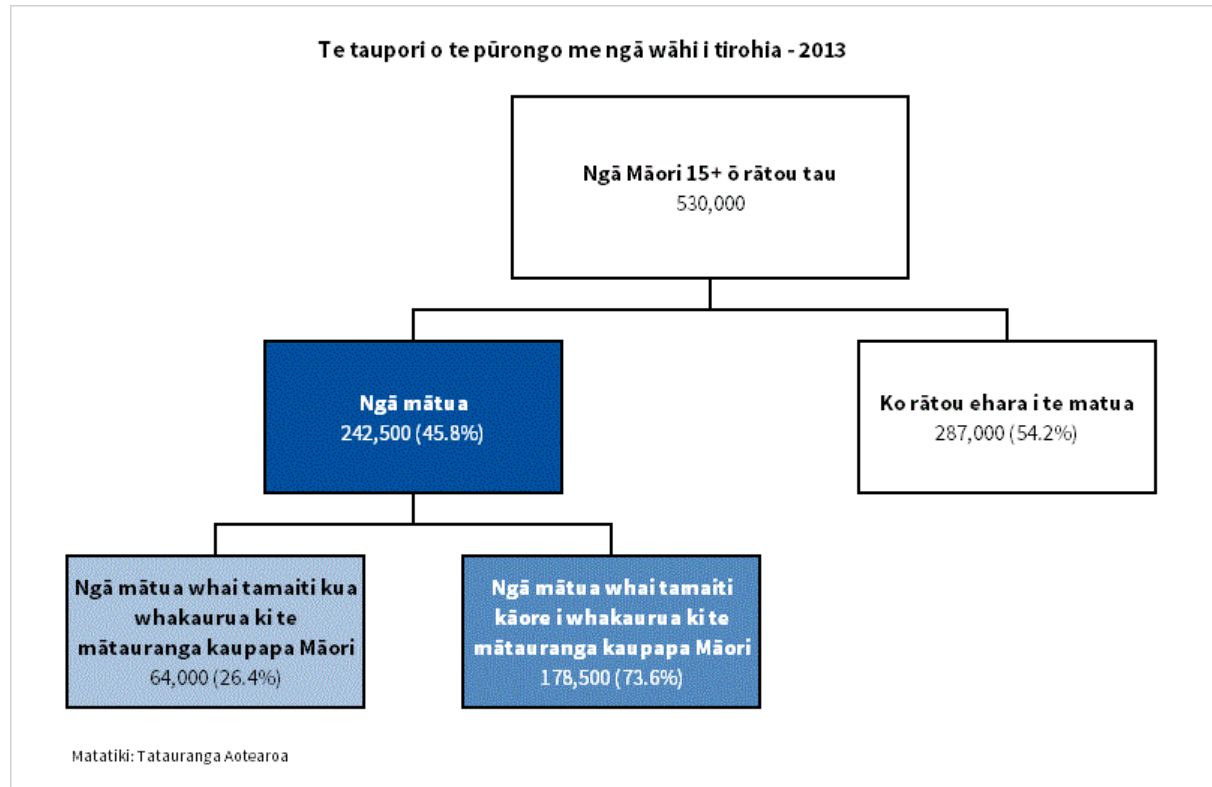 Te taupori o te pūrongo me ngā wāhi i tirohia - 2013
Ngā Māori 15+ ō rātou tau
530,000
Ngā mātua
242,500 (45.8%)
Ko rātou ehara i te matua
287,000 (54.2%)
Ngā mātua whai tamaiti kua
whakaurua ki te
mātauranga kaupapa Māori
64,000 (26.4%)
Ngā mātua whai tamaiti
kāore i whakaurua ki te
mātauranga kaupapa Māori
178,500 (73.6%)
Matatiki: Tatauranga Aotearoa